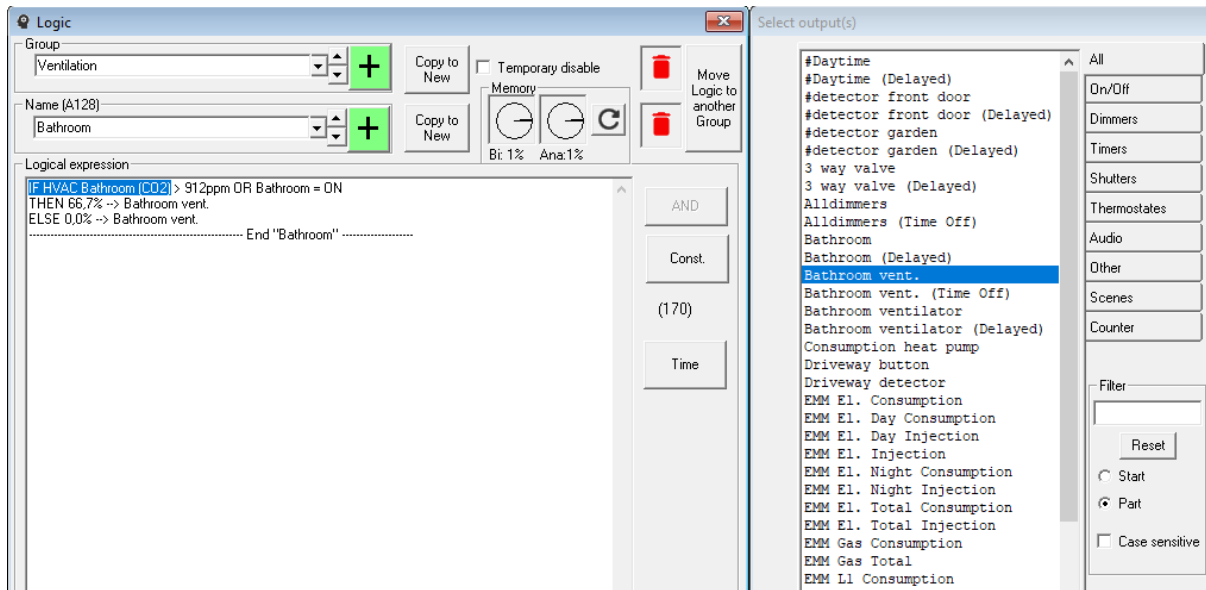 Logic
Group
Ventilation
Copy to
New
Temporary disable
Move
Logic to
another
Group
Name (A128)
Bathroom
Copy to
New
Memory
Bi: 1% Ana:1%
Logical expression
IF HVAC Bathroom (CO2) > 912ppm OR Bathroom = ON
THEN 66,7% --> Bathroom vent.
ELSE 0,0% --> Bathroom vent.
------------------------------------------------------------ End "Bathroom" --------------------
AND
Const.
(170)
Time
Select output(s)
#Daytime
#Daytime (Delayed)
#detector front door
#detector front door (Delayed)
#detector garden
#detector garden (Delayed)
3 way valve
3 way valve (Delayed)
Alldimmers
Alldimmers (Time Off)
Bathroom
Bathroom (Delayed)
Bathroom vent.
Bathroom vent. (Time Off)
Bathroom ventilator
Bathroom ventilator (Delayed)
Consumption heat pump
Driveway button
Driveway detector
EMM El. Consumption
EMM El. Day Consumption
EMM El. Day Injection
EMM El. Injection
EMM El. Night Consumption
EMM El. Night Injection
EMM El. Total Consumption
EMM El. Total Injection
EMM Gas Consumption
EMM Gas Total
EMM L1 Consumption
All
On/Off
Dimmers
Timers
Shutters
Thermostates
Audio
Other
Scenes
Counter
Filter
Reset
Start
Part
Case sensitive